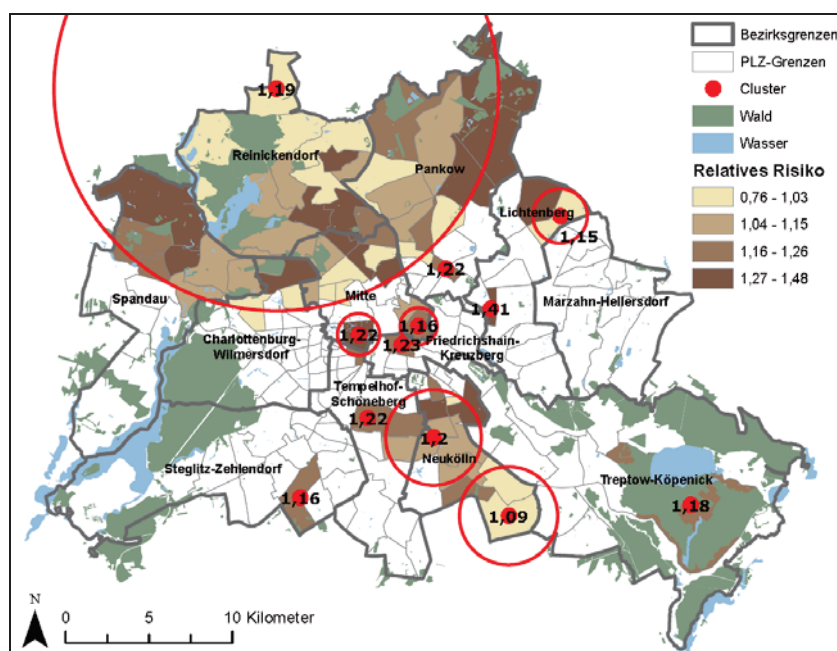 Bezirksgrenzen
PLZ-Grenzen
Cluster
Wald
Wasser
Relatives Risiko
0,76 - 1,03
1,04 - 1,15
1,16 - 1,26
1,27 - 1,48
1,19
Reinickendorf
Pankow
Lichtenberg
1,15
1,22
Spandau
Mitte
1,41
Marzahn-Hellersdorf
1,16
1,22
Charlottenburg-
Wilmersdorf
1,23
Friedrichshain-
Kreuzberg
Tempelhof-
Schöneberg
1,22
1,2
Neukölln
Steglitz-Zehlendorf
Treptow-Köpenick
1,16
1,18
1,09
N
0 5 10 Kilometer